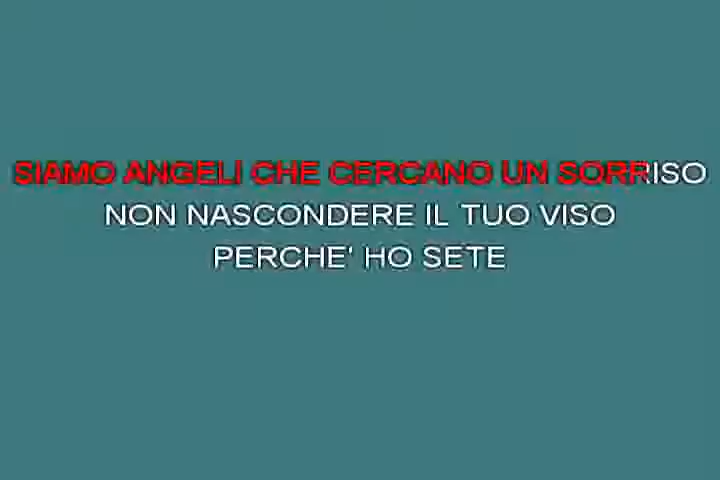 SIAMO ANGELI CHE CERCANO UN SORRISO
NON NASCONDERE IL TUO VISO
PERCHE' HO SETE